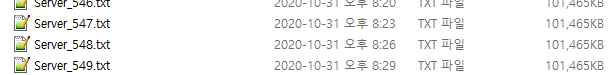 Server_546.txt 2020-10-31 오후 8:20 TXT 파일 101,465KB
Server_547.txt 2020-10-31 오후 8:23 TXT 파일 101,465KB
Server_548.txt 2020-10-31 오후 8:26 TXT 파일 101,465KB
Server_549.txt 2020-10-31 오후 8:29 TXT 파일 101,465KB